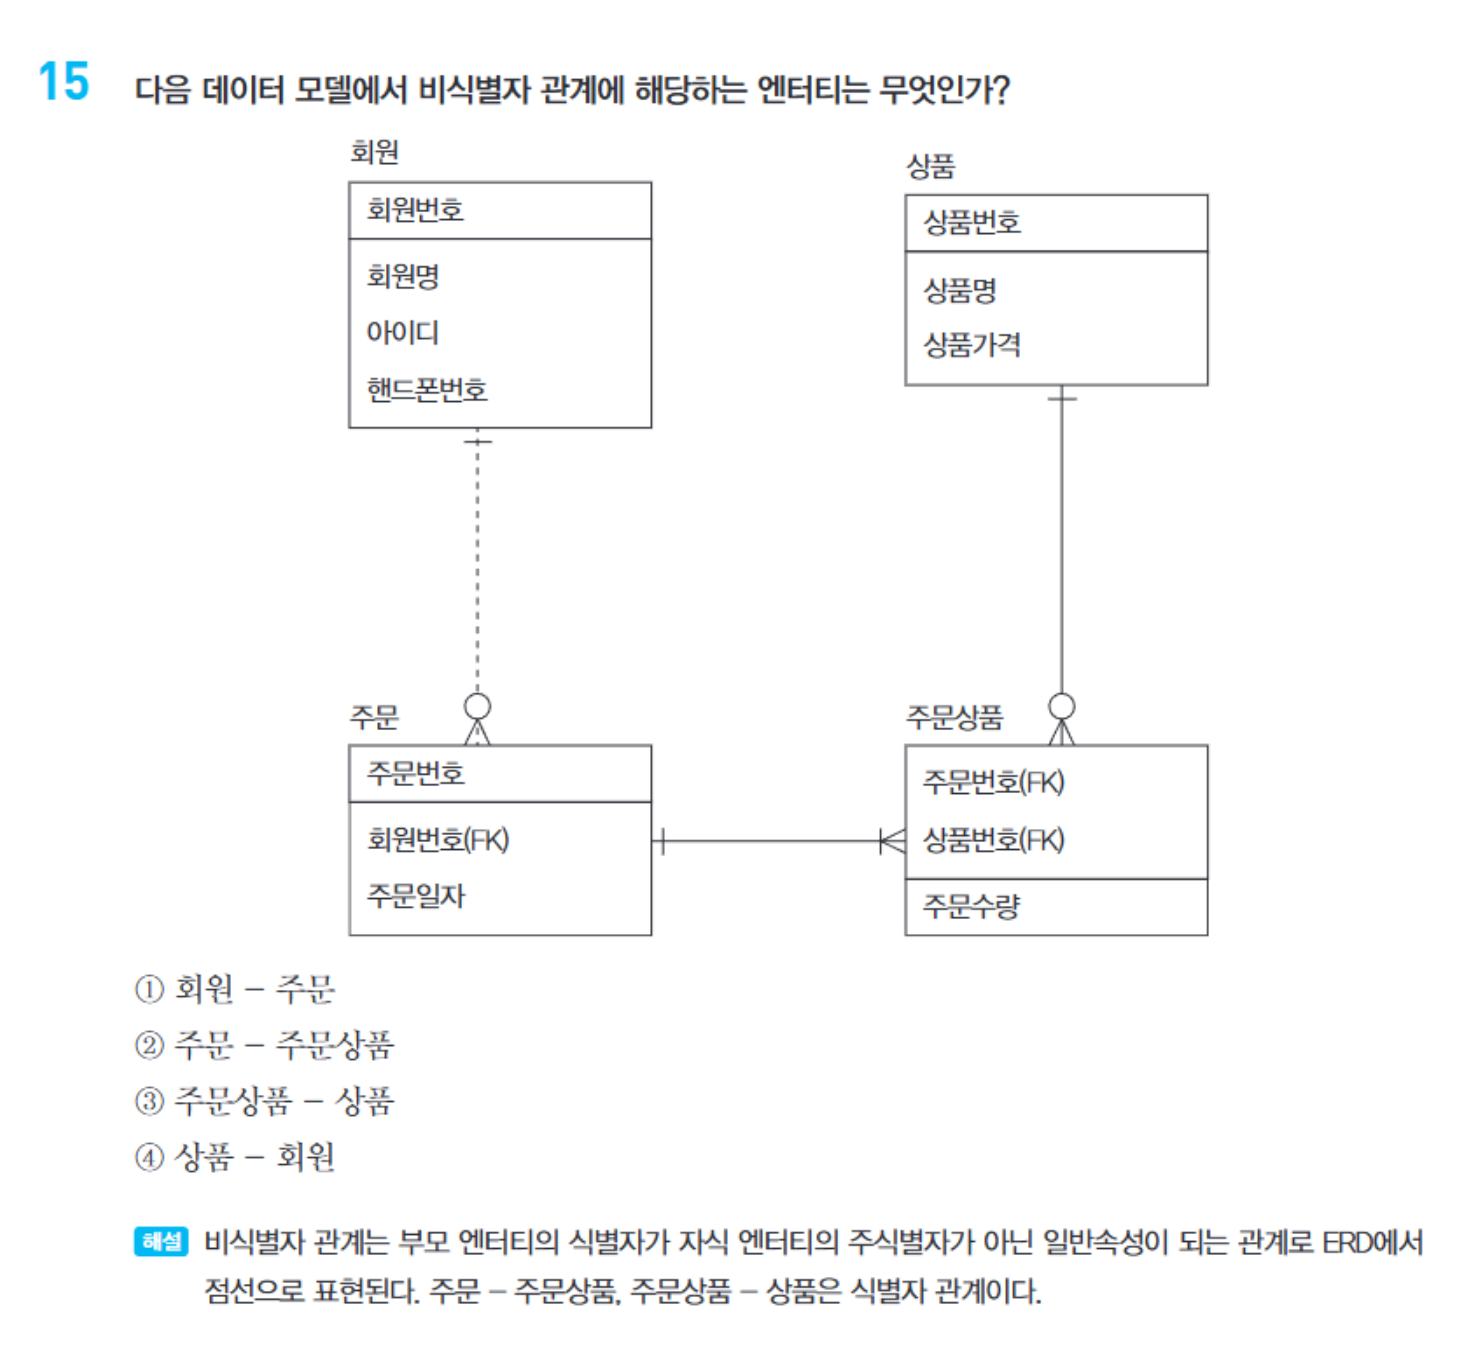 15 다음 데이터 모델에서 비식별자 관계에 해당하는 엔터티는 무엇인가?
회원
회원번호
회원명
아이디
핸드폰번호
상품
상품번호
상품명
상품가격
주문
주문번호
회원번호(FK)
주문일자
주문상품
주문번호(FK)
상품번호(FK)
주문수량
① 회원 – 주문
② 주문 – 주문상품
③ 주문상품 – 상품
④ 상품 – 회원
해설 비식별자 관계는 부모 엔터티의 식별자가 자식 엔터티의 주식별자가 아닌 일반속성이 되는 관계로 ERD에서
점선으로 표현된다. 주문 – 주문상품, 주문상품 – 상품은 식별자 관계이다.